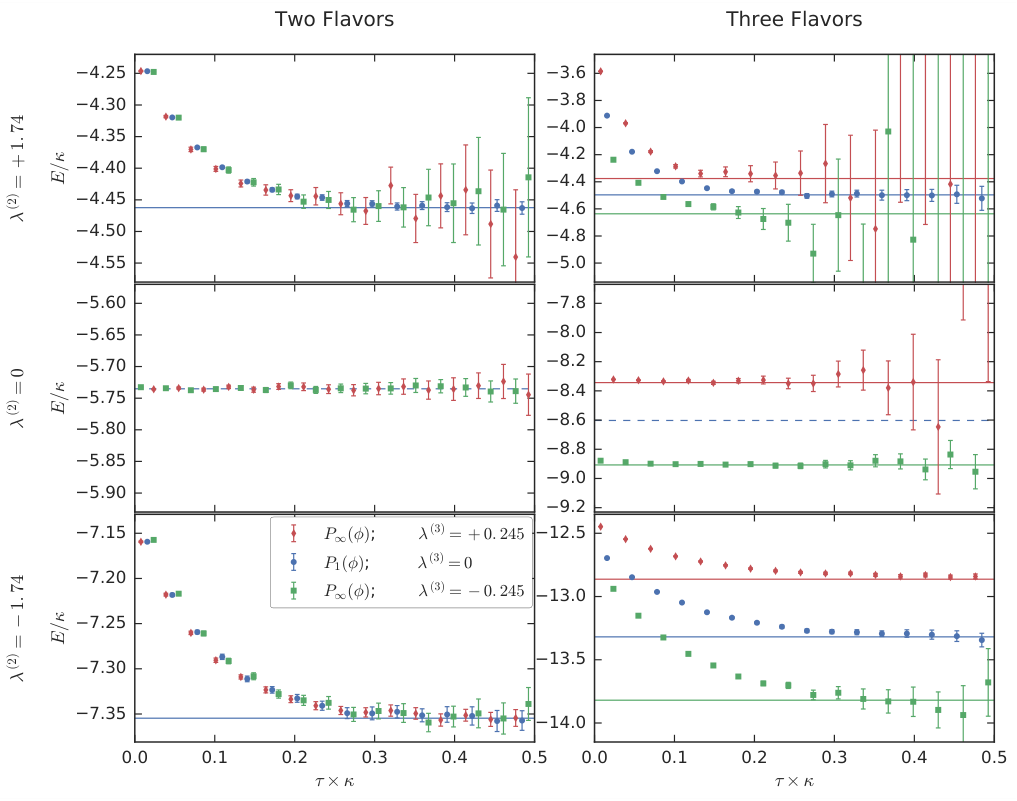 Two Flavors
Three Flavors
λ^(2) = +1.74
E/κ
−4.25
−4.30
−4.35
−4.40
−4.45
−4.50
−4.55
−3.6
−3.8
−4.0
−4.2
−4.4
−4.6
−4.8
−5.0
λ^(2) = 0
E/κ
−5.60
−5.65
−5.70
−5.75
−5.80
−5.85
−5.90
−7.8
−8.0
−8.2
−8.4
−8.6
−8.8
−9.0
−9.2
λ^(2) = −1.74
E/κ
−7.15
−7.20
−7.25
−7.30
−7.35
P∞(ϕ); λ^(3) = +0.245
P₁(ϕ); λ^(3) = 0
P∞(ϕ); λ^(3) = −0.245
−12.5
−13.0
−13.5
−14.0
0.0 0.1 0.2 0.3 0.4 0.5
τ × κ
0.0 0.1 0.2 0.3 0.4 0.5
τ × κ